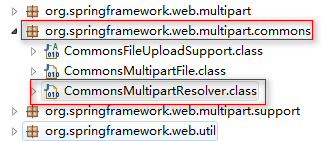 org.springframework.web.multipart
org.springframework.web.multipart.commons
CommonsFileUploadSupport.class
CommonsMultipartFile.class
CommonsMultipartResolver.class
org.springframework.web.multipart.support
org.springframework.web.util